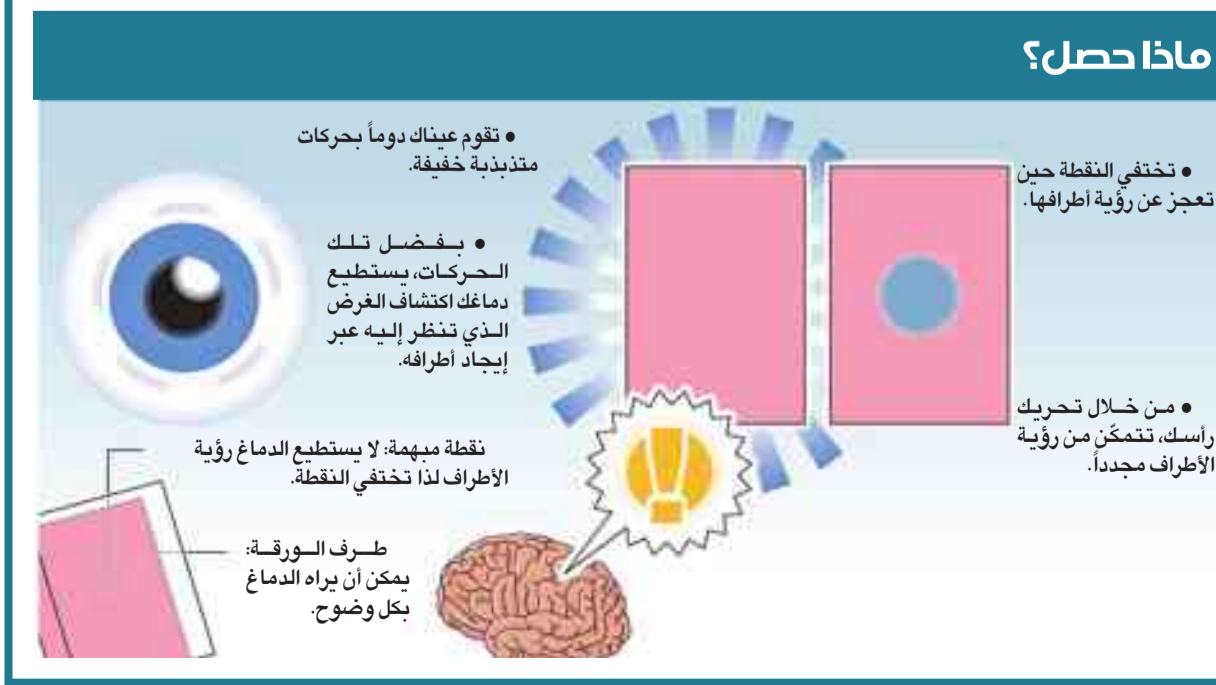 ماذا حصل؟
• تختفي النقطة حين
تعجز عن رؤية أطرافها.
• من خلال تحريك
رأسك، تتمكّن من رؤية
الأطراف مجدداً.
• تقوم عيناك دوماً بحركات
متذبذبة خفيفة.
• بفضل تلك
الحركات، يستطيع
دماغك اكتشاف الغرض
الذي تنظر إليه عبر
إيجاد أطرافه.
نقطة مبهمة: لا يستطيع الدماغ رؤية
الأطراف لذا تختفي النقطة.
طرف الورقة:
يمكن أن يراه الدماغ
بكل وضوح.